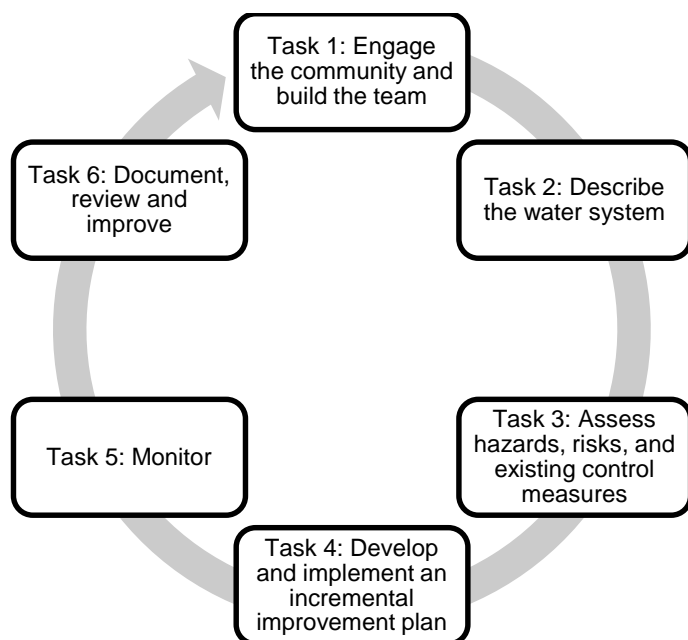 Task 1: Engage
the community and
build the team
Task 2: Describe
the water system
Task 3: Assess
hazards, risks, and
existing control
measures
Task 4: Develop
and implement an
incremental
improvement plan
Task 5: Monitor
Task 6: Document,
review and
improve